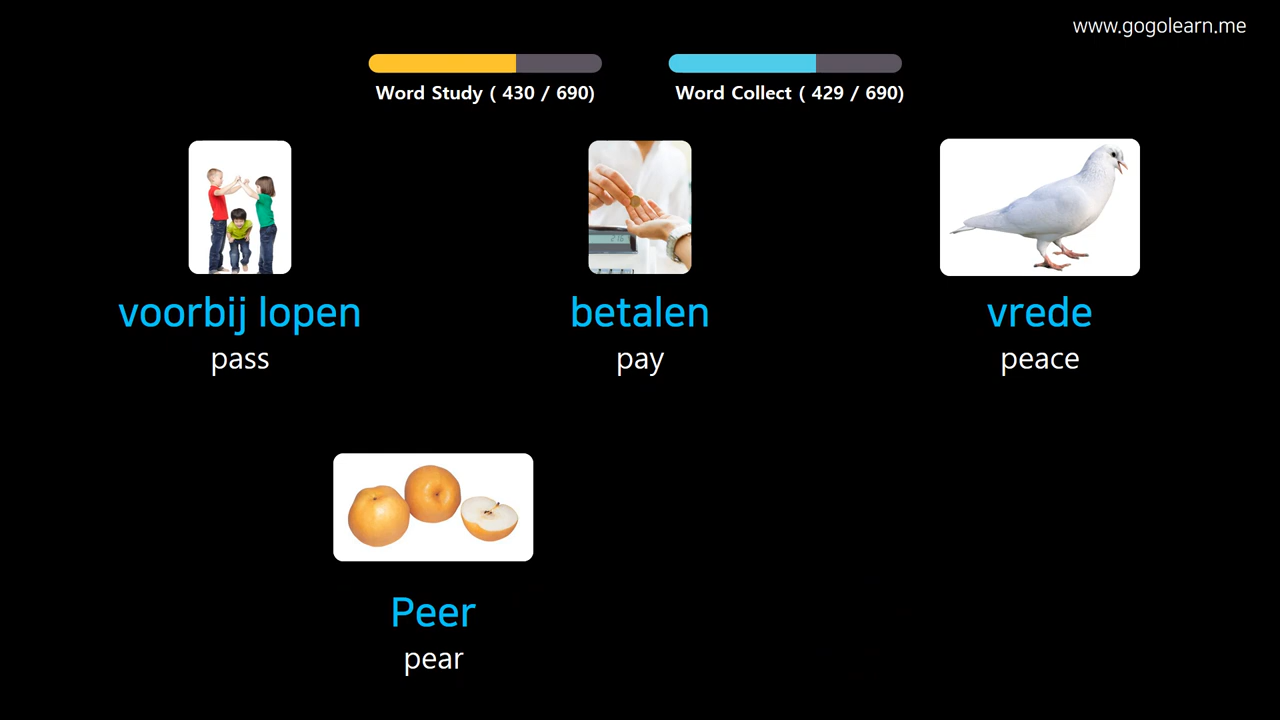 www.gogolearn.me
Word Study ( 430 / 690)
Word Collect ( 429 / 690)
voorbij lopen
pass
betalen
pay
vrede
peace
Peer
pear